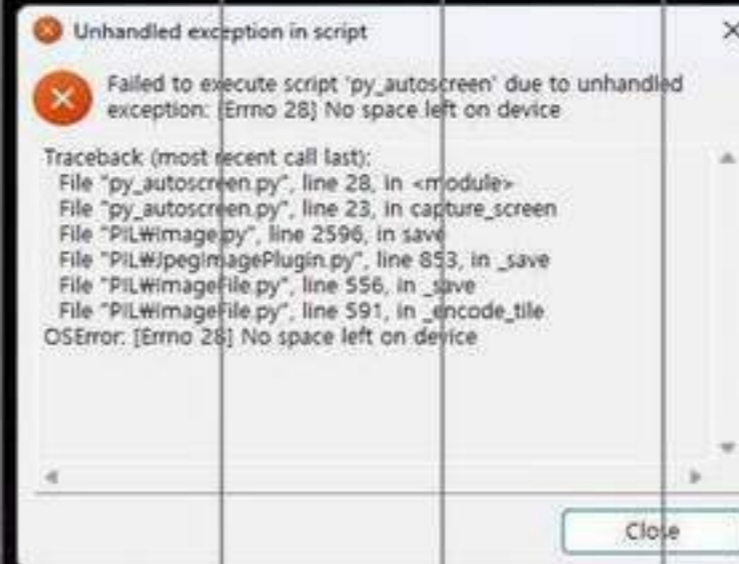 Unhandled exception in script
Failed to execute script 'py_autoscreen' due to unhandled
exception: [Errno 28] No space left on device
Traceback (most recent call last):
File "py_autoscreen.py", line 28, in <module>
File "py_autoscreen.py", line 23, in capture_screen
File "PIL₩Image.py", line 2596, in save
File "PIL₩JpegImagePlugin.py", line 853, in _save
File "PIL₩ImageFile.py", line 556, in _save
File "PIL₩ImageFile.py", line 591, in _encode_tile
OSError: [Errno 28] No space left on device
Close